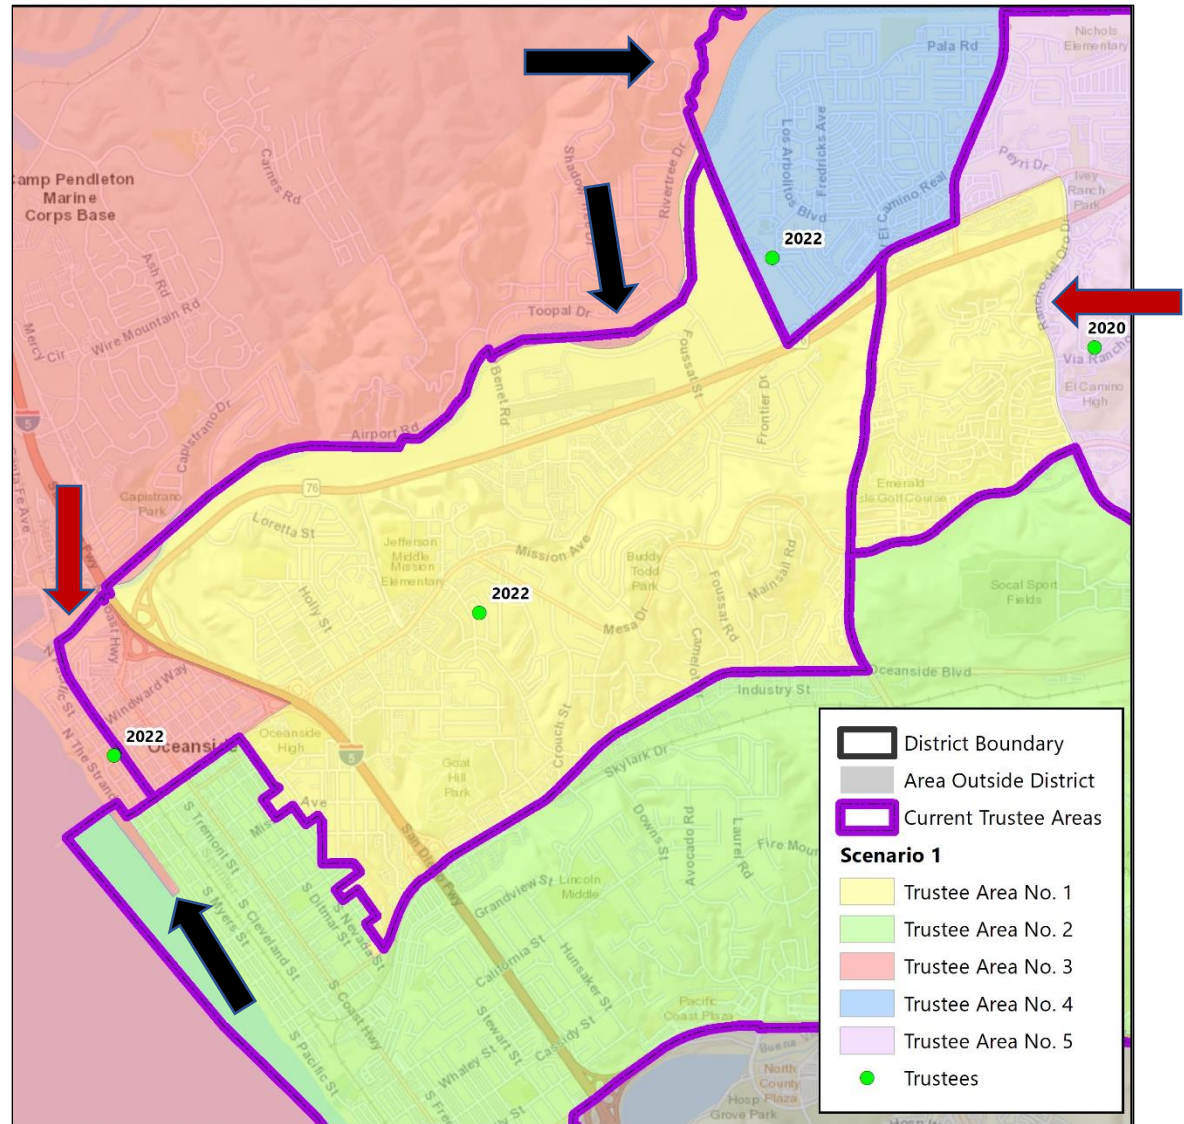 Pala Rd
Nichols
Elementary
Los Arbolitos Blvd
Fredricks Ave
El Camino Real
Peyri Dr
Ivey
Ranch
Park
Rancho del Oro Dr
Carnes Rd
Rivertree Dr
Camp Pendleton
Marine
Corps Base
2022
Ash Rd
Wire Mountain Rd
Mercy Cir
Toopal Dr
2020
Via Rancho
El Camino
High
Foussat St
Benet Rd
Frontier Dr
Airport Rd
Capistrano Dr
5
Capistrano
Park
76
Loretta St
Emerald
Isle Golf Course
Jefferson
Middle
Mission
Elementary
Mission Ave
Buddy
Todd
Park
Mainsail Rd
Foussat Rd
Socal Sport
Fields
Holly St
2022
Mesa Dr
Coast Hwy
Windward Way
N Pacific St
N The Strand
2022
Oceanside
Oceanside
High
5
Crouch St
Goat
Hill
Park
Oceanside Blvd
Industry St
Skylark Dr
Ave
San Diego Fwy
S Tremont St
S Myers St
S Cleveland St
S Ditmar St
S Nevada St
Downs St
Avocado Rd
Laurel Rd
Lincoln
Middle
Grandview St
California St
Hunsaker St
S Coast Hwy
S Pacific St
Stewart St
Whaley St
Cassidy St
Pacific
Coast Plaza
Buena
North
County
Plaza
Hosp
Grove Park
District Boundary
Area Outside District
Current Trustee Areas
Scenario 1
Trustee Area No. 1
Trustee Area No. 2
Trustee Area No. 3
Trustee Area No. 4
Trustee Area No. 5
Trustees